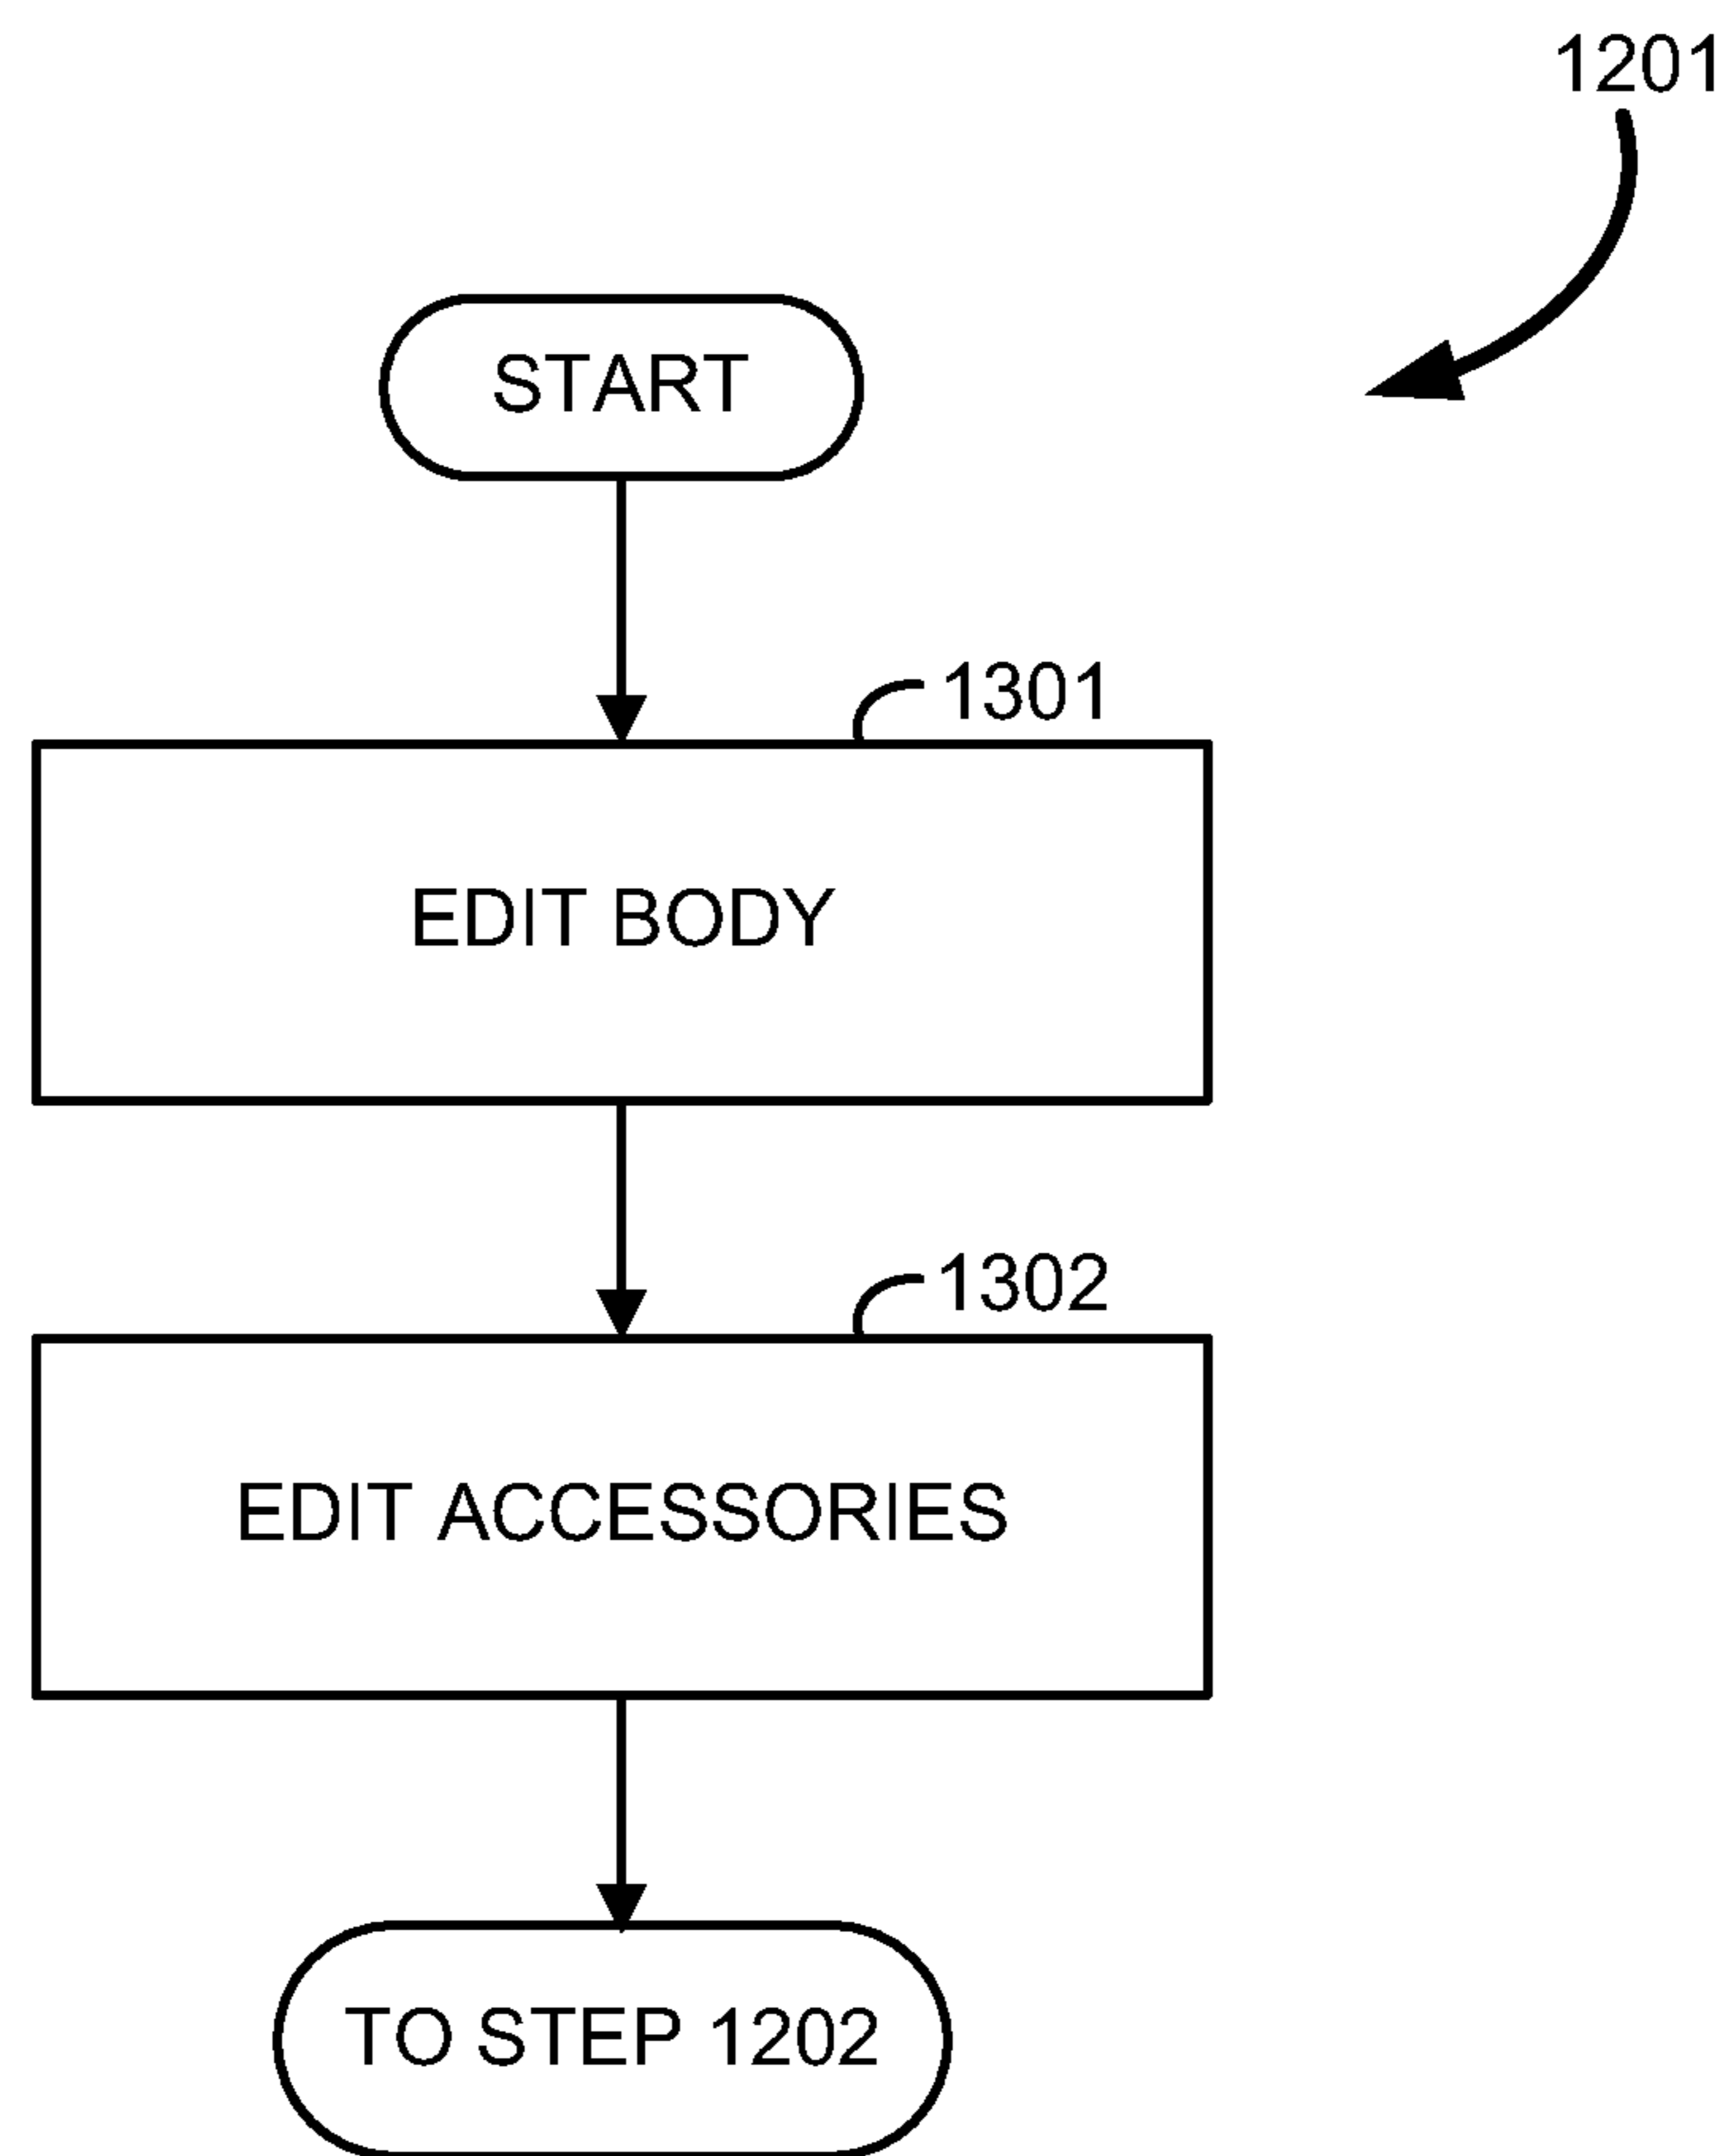 1201
START
1301
EDIT BODY
1302
EDIT ACCESSORIES
TO STEP 1202